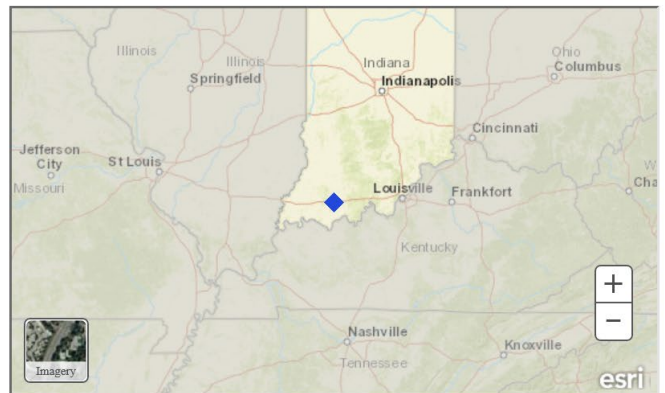 Illinois
Illinois
Springfield
Indiana
Indianapolis
Ohio
Columbus
Cincinnati
Jefferson
City
Missouri
St Louis
Louisville
Frankfort
W
Cha
Kentucky
+
−
Nashville
Tennessee
Knoxville
Imagery
esri